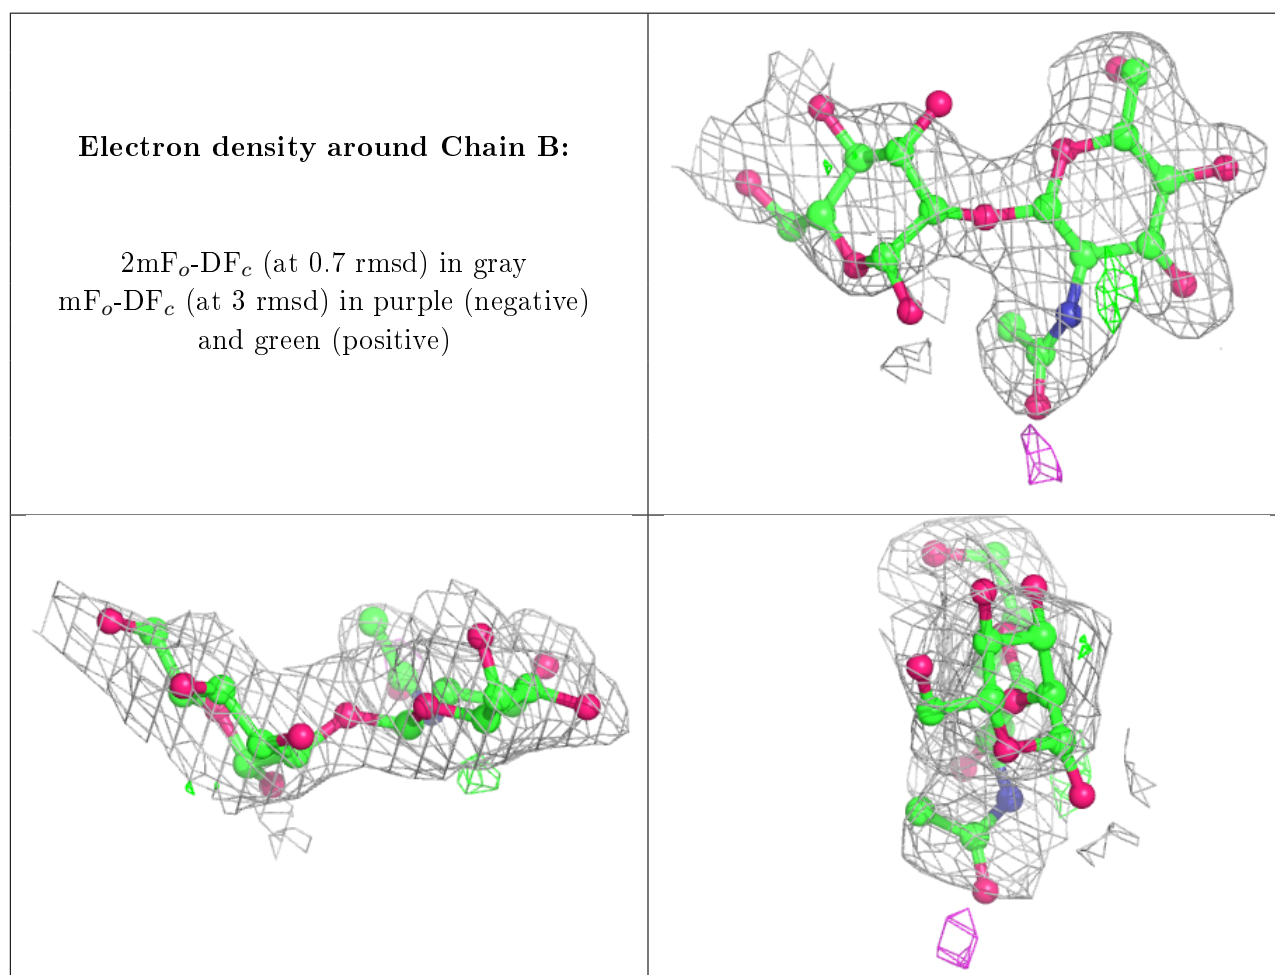 Electron density around Chain B:
2mFₒ-DF𝒸 (at 0.7 rmsd) in gray
mFₒ-DF𝒸 (at 3 rmsd) in purple (negative)
and green (positive)